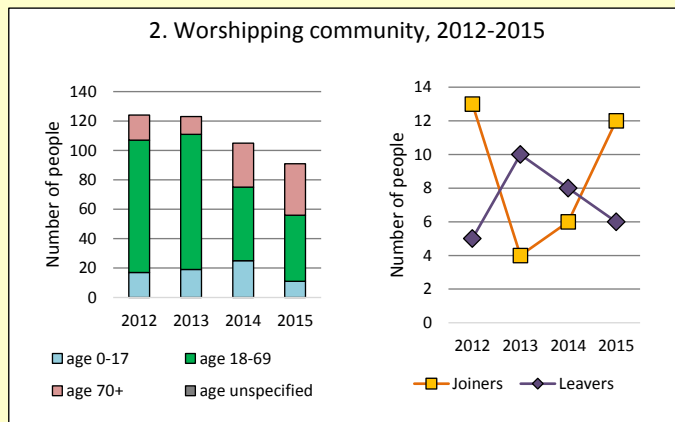 2. Worshipping community, 2012-2015
Number of people
140
120
100
80
60
40
20
0
2012 2013 2014 2015
age 0-17 age 18-69
age 70+ age unspecified
Number of people
14
12
10
8
6
4
2
0
2012 2013 2014 2015
Joiners Leavers